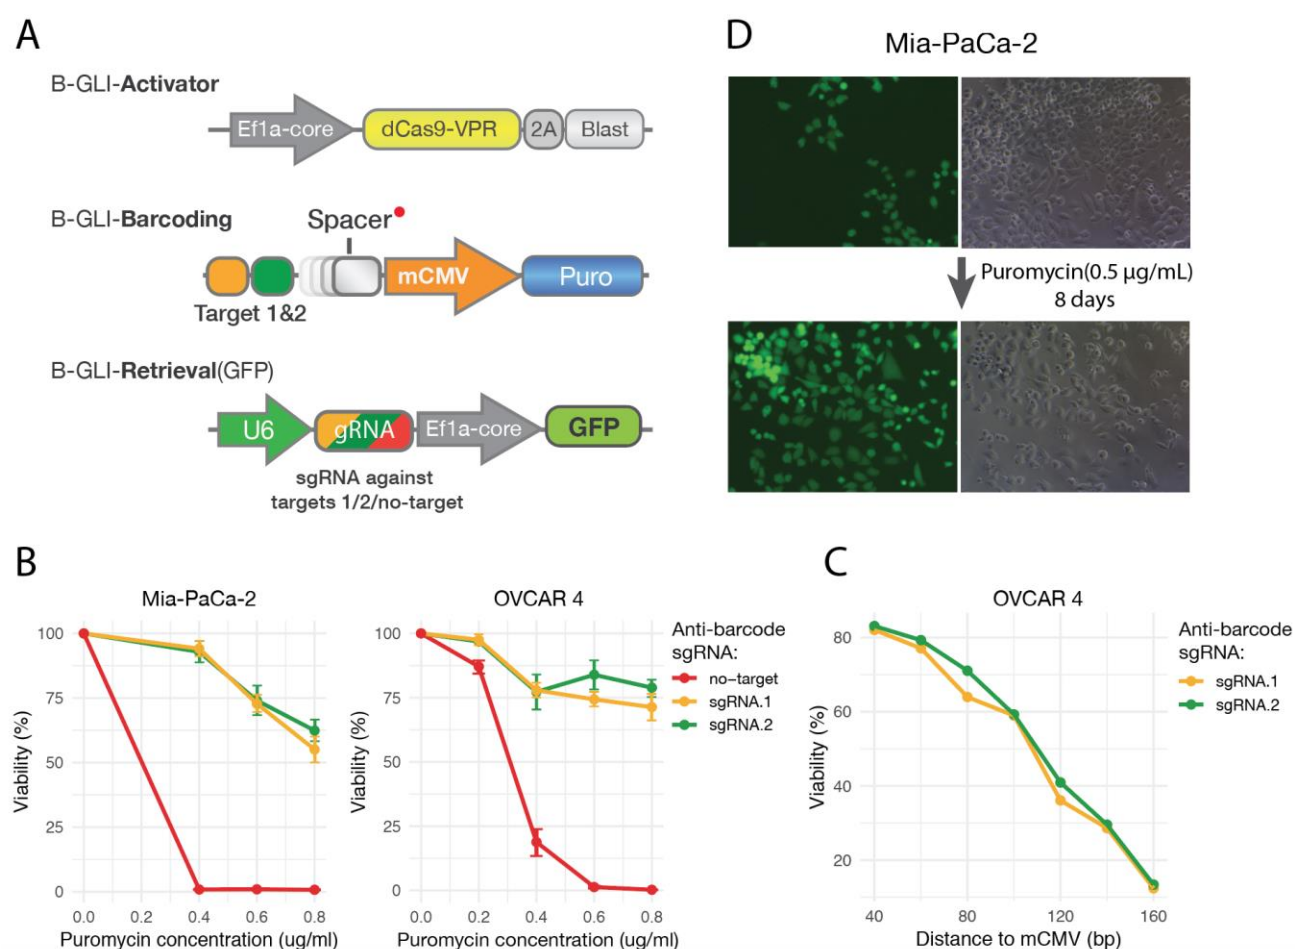 A
B-GLI-Activator
Ef1a-core
dCas9-VPR
2A
Blast
B-GLI-Barcoding
Spacer
mCMV
Puro
Target 1&2
B-GLI-Retrieval(GFP)
U6
gRNA
Ef1a-core
GFP
sgRNA against
targets 1/2/no-target
D
Mia-PaCa-2
Puromycin(0.5 µg/mL)
8 days
B
Mia-PaCa-2
Viability (%)
100
75
50
25
0
0.0 0.2 0.4 0.6 0.8
Puromycin concentration (ug/ml)
OVCAR 4
Viability (%)
100
75
50
25
0
0.0 0.2 0.4 0.6 0.8
Puromycin concentration (ug/ml)
Anti-barcode
sgRNA:
no-target
sgRNA.1
sgRNA.2
C
OVCAR 4
Viability (%)
80
60
40
20
40 80 120 160
Distance to mCMV (bp)
Anti-barcode
sgRNA:
sgRNA.1
sgRNA.2